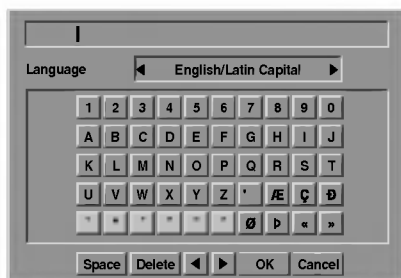 Language ◀ English/Latin Capital ▶
1 2 3 4 5 6 7 8 9 0
A B C D E F G H I J
K L M N O P Q R S T
U V W X Y Z ' Æ Ç Ð
Ø Þ « »
Space Delete ◀ ▶ OK Cancel